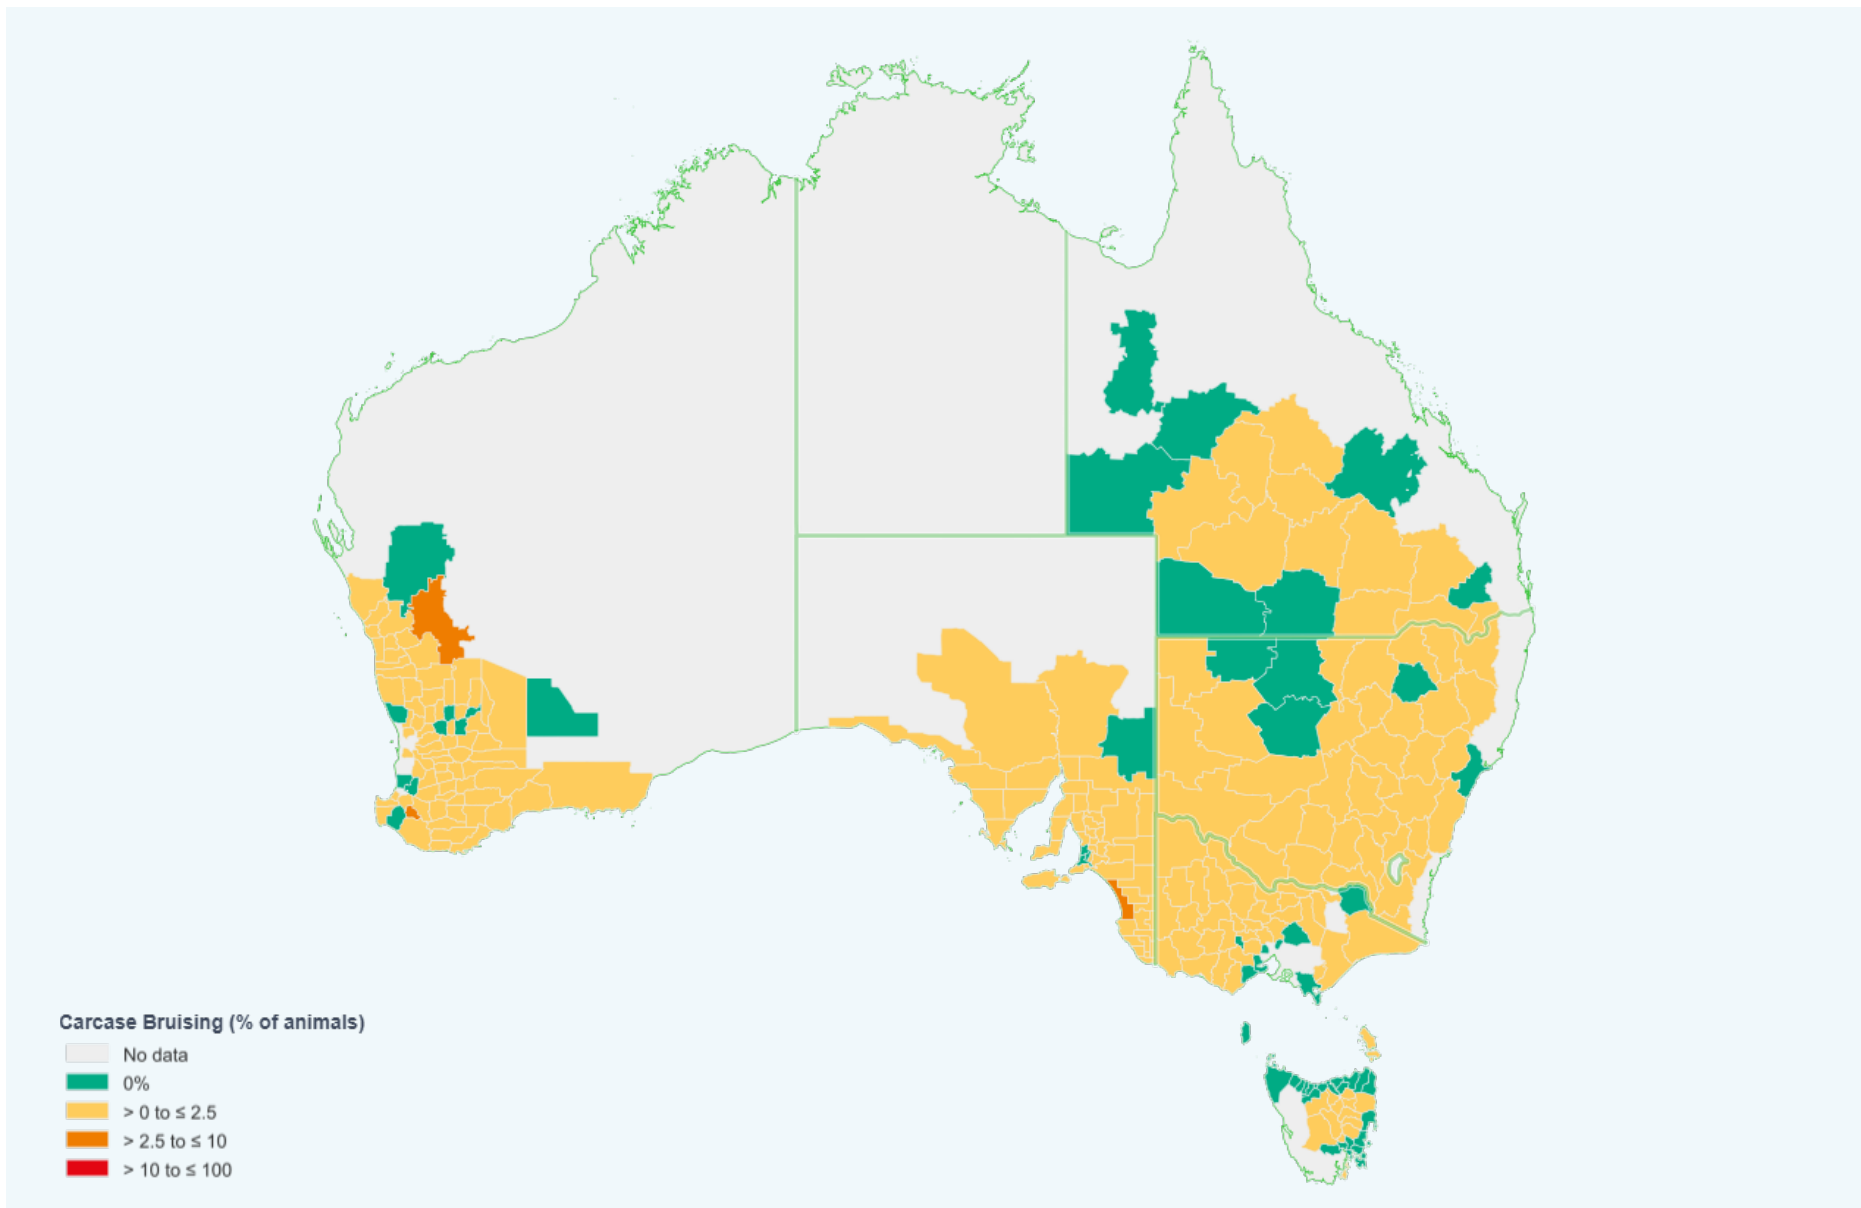 Carcase Bruising (% of animals)
No data
0%
> 0 to ≤ 2.5
> 2.5 to ≤ 10
> 10 to ≤ 100